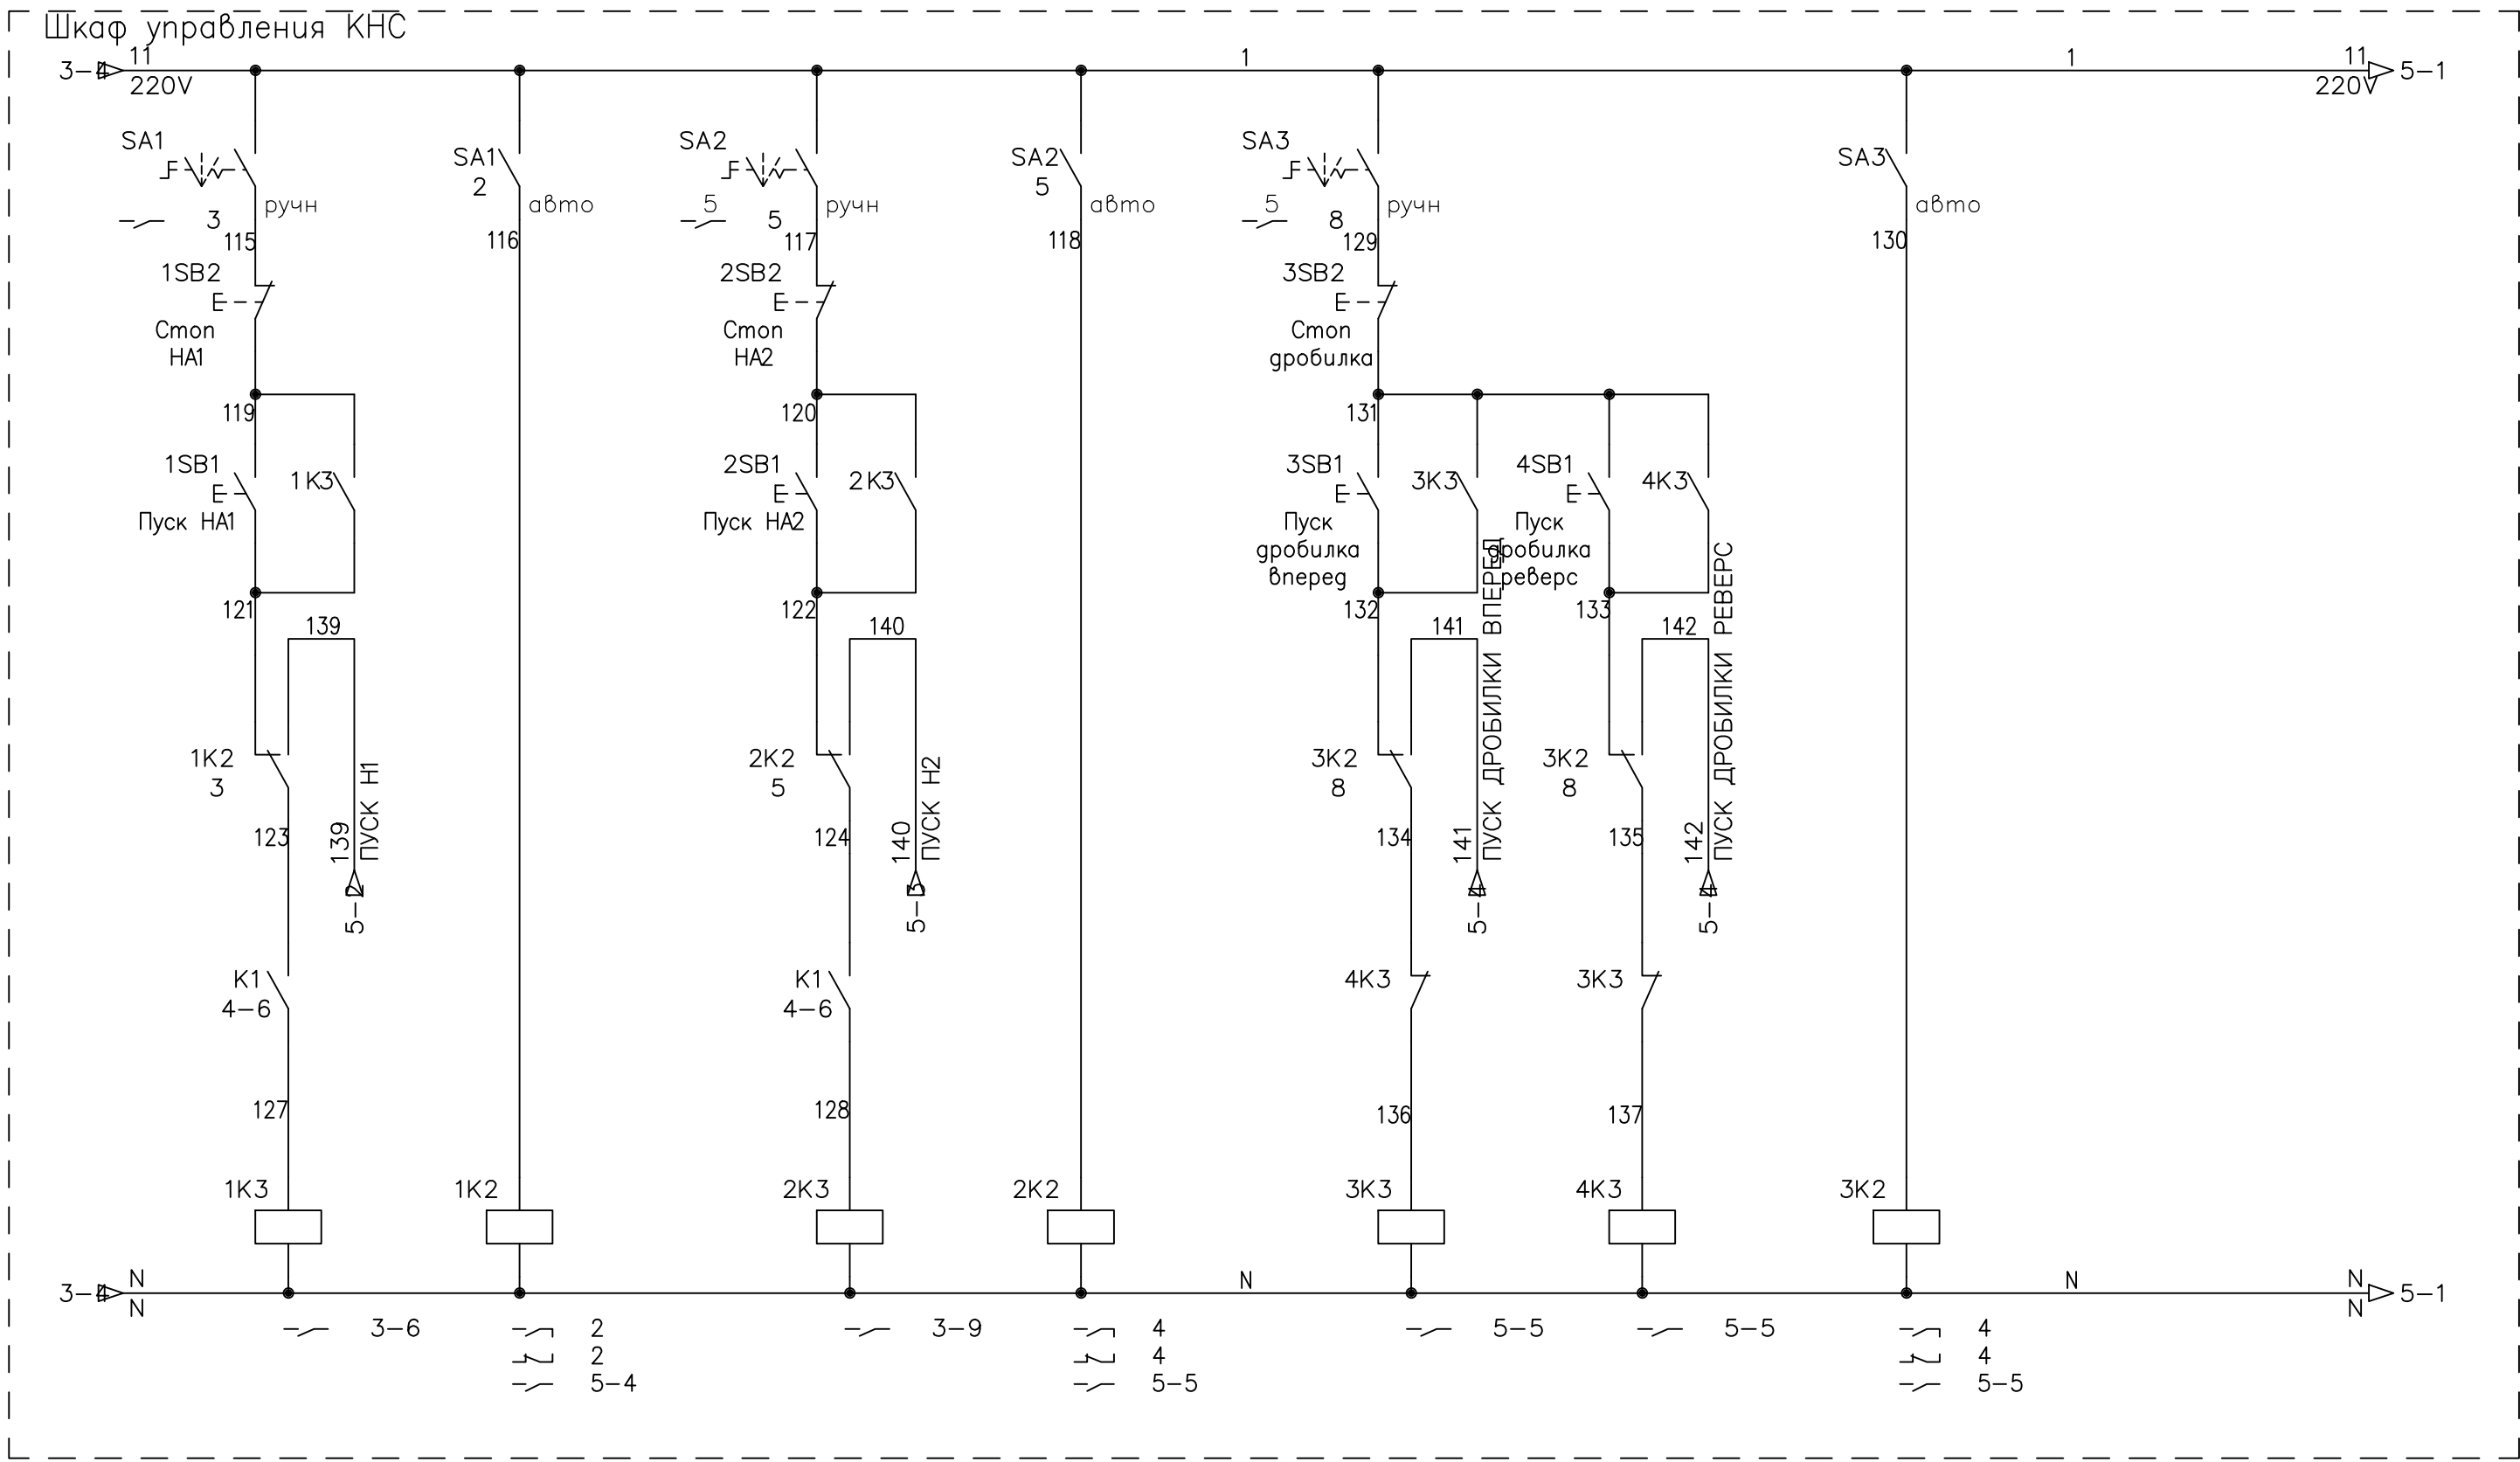 Шкаф управления КНС
3-4
11
220V
1
1
11
220V
5-1
SA1
3
ручн
115
SA1
2
авто
116
SA2
5
5
ручн
117
SA2
5
авто
118
SA3
5
8
ручн
129
SA3
авто
130
1SB2
Стоп
НА1
2SB2
Стоп
НА2
3SB2
Стоп
дробилка
119
120
131
1SB1
Пуск НА1
1K3
2SB1
Пуск НА2
2K3
3SB1
Пуск
дробилка
вперед
3K3
4SB1
Пуск
дробилка
реверс
4K3
121
122
132
133
139
140
141
142
1K2
3
139
ПУСК Н1
5-2
2K2
5
140
ПУСК Н2
5-3
3K2
8
141
ПУСК ДРОБИЛКИ ВПЕРЕД
5-4
3K2
8
142
ПУСК ДРОБИЛКИ РЕВЕРС
5-4
123
124
134
135
K1
4-6
K1
4-6
4K3
3K3
127
128
136
137
1K3
1K2
2K3
2K2
3K3
4K3
3K2
3-4
N
N
N
N
N
N
5-1
3-6
2
2
5-4
3-9
4
4
5-5
5-5
5-5
4
4
5-5